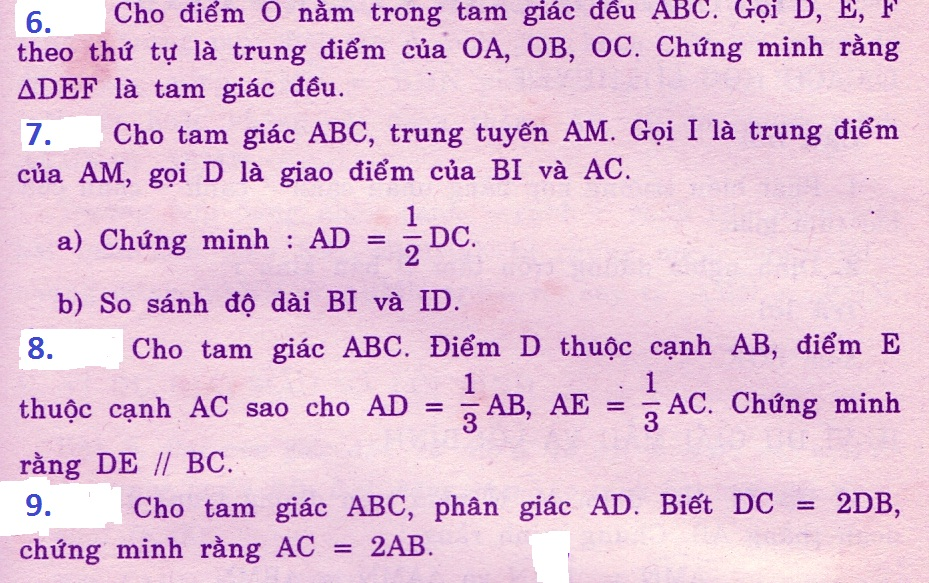 6. Cho điểm O nằm trong tam giác đều ABC. Gọi D, E, F
theo thứ tự là trung điểm của OA, OB, OC. Chứng minh rằng
ΔDEF là tam giác đều.
7. Cho tam giác ABC, trung tuyến AM. Gọi I là trung điểm
của AM, gọi D là giao điểm của BI và AC.
a) Chứng minh : AD = 1/2 DC.
b) So sánh độ dài BI và ID.
8. Cho tam giác ABC. Điểm D thuộc cạnh AB, điểm E
thuộc cạnh AC sao cho AD = 1/3 AB, AE = 1/3 AC. Chứng minh
rằng DE // BC.
9. Cho tam giác ABC, phân giác AD. Biết DC = 2DB,
chứng minh rằng AC = 2AB.